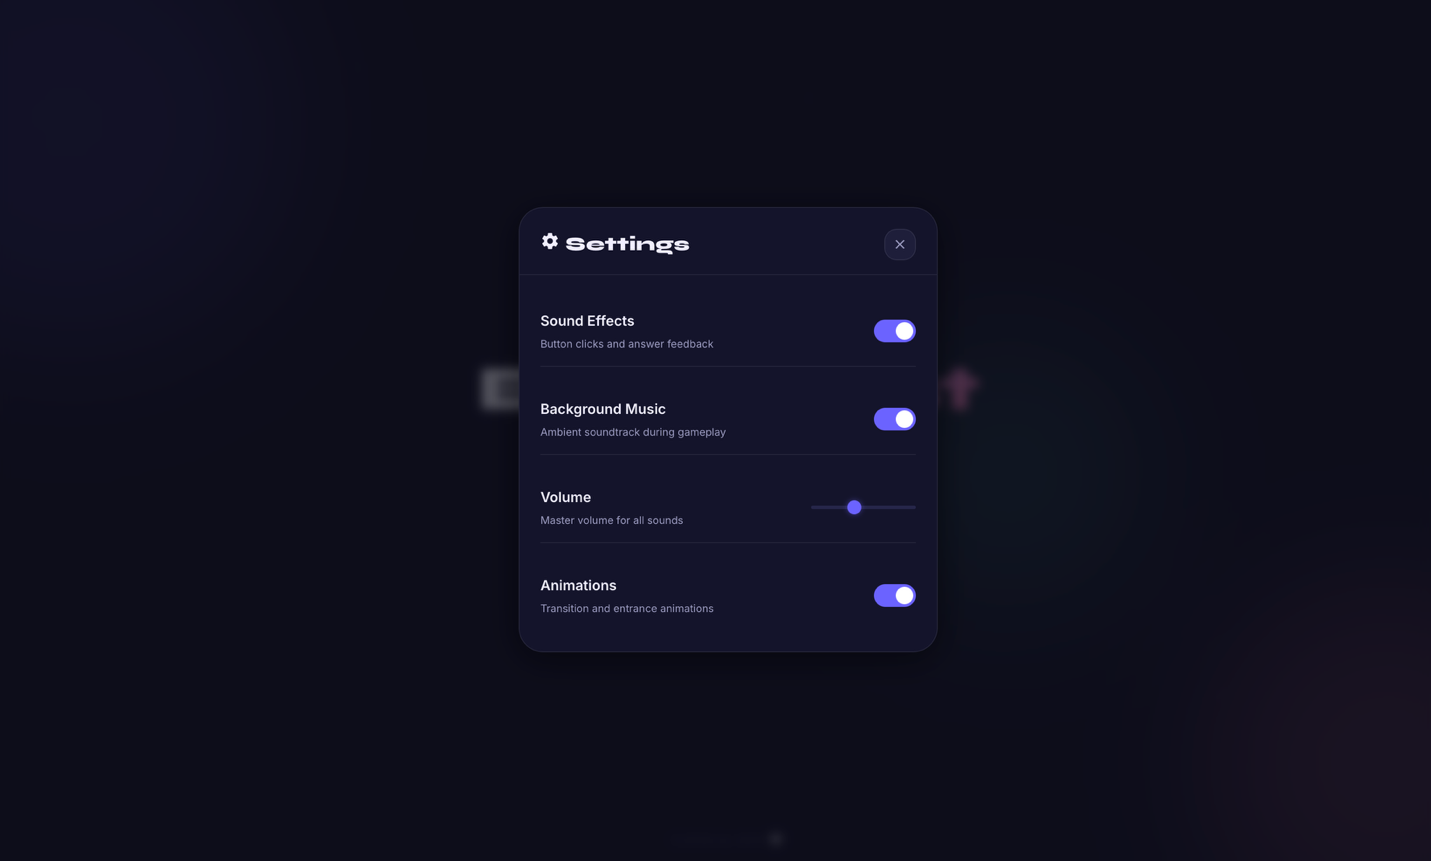 Settings
Sound Effects
Button clicks and answer feedback
Background Music
Ambient soundtrack during gameplay
Volume
Master volume for all sounds
Animations
Transition and entrance animations